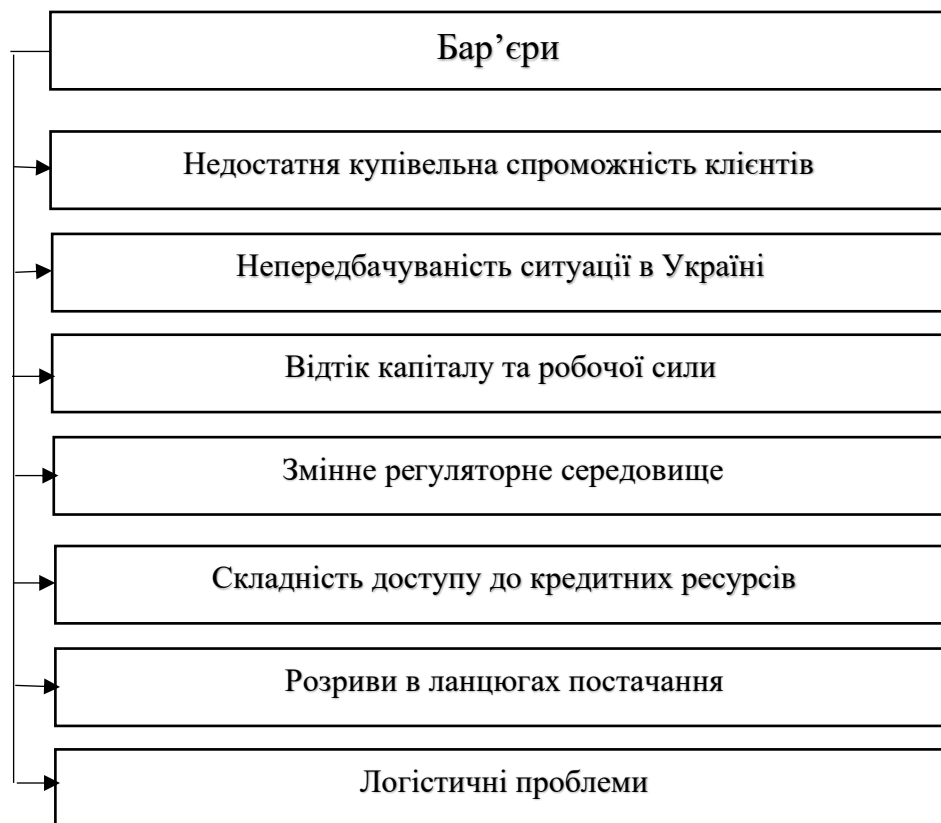 Бар’єри
Недостатня купівельна спроможність клієнтів
Непередбачуваність ситуації в Україні
Відтік капіталу та робочої сили
Змінне регуляторне середовище
Складність доступу до кредитних ресурсів
Розриви в ланцюгах постачання
Логістичні проблеми